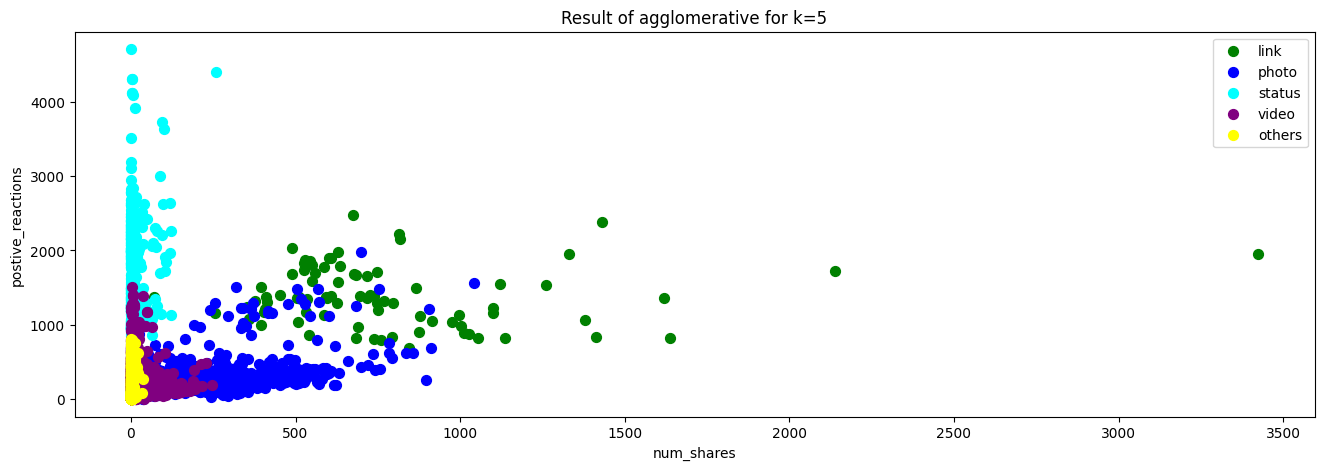 Result of agglomerative for k=5
link
photo
status
video
others
postive_reactions
4000
3000
2000
1000
0
0
500
1000
1500
2000
2500
3000
3500
num_shares